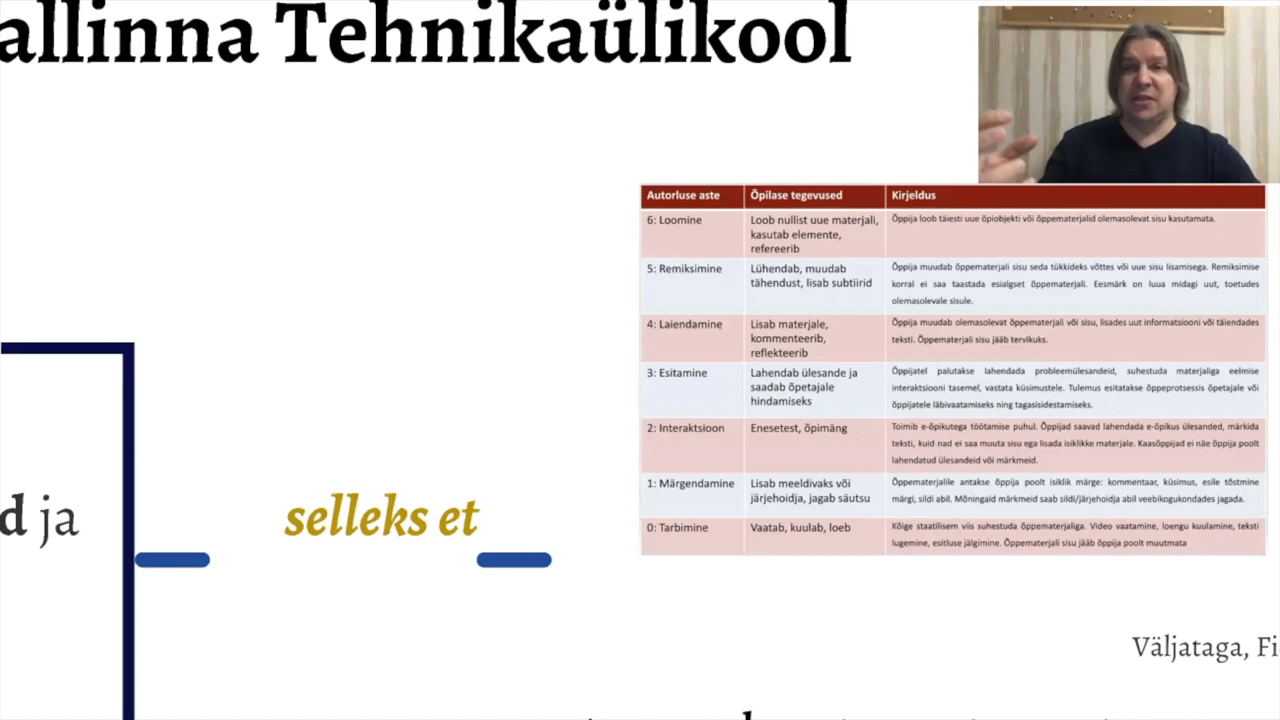 allinna Tehnikaülikool
Autorluse aste
Õpilase tegevused
Kirjeldus
6: Loomine
Loob nullist uue materjali,
kasutab elemente,
refereerib
Õppija loob täiesti uue õpiobjekti või õppematerjalid olemasolevat sisu kasutamata.
5: Remiksimine
Lühendab, muudab
tähendust, lisab subtiirid
Õppija muudab õppematerjali sisu seda tükkideks võttes või uue sisu lisamisega. Remiksimise
korral ei saa taastada esialgset õppematerjali. Eesmärk on luua midagi uut, toetudes
olemasolevale sisule.
4: Laiendamine
Lisab materjale,
kommenteerib,
reflekteerib
Õppija muudab olemasolevat õppematerjali või sisu, lisades uut informatsiooni või täiendades
teksti. Õppematerjali sisu jääb tervikuks.
3: Esitamine
Lahendab ülesande ja
saadab õpetajale
hindamiseks
Õppijatel palutakse lahendada probleemülesandeid, suhestuda materjaliga eelmise
interaktsiooni tasemel, vastata küsimustele. Tulemus esitatakse õppeprotsessis õpetajale või
õppijatele läbivaatamiseks ning tagasisidestamiseks.
2: Interaktsioon
Enesetest, õpimäng
Toimib e-õpikutega töötamise puhul. Õppijad saavad lahendada e-õpikus ülesanded, märkida
teksti, kuid nad ei saa muuta sisu ega lisada isiklikke materjale. Kaasõppijad ei näe õppija poolt
lahendatud ülesandeid või märkmeid.
1: Märgendamine
Lisab meeldivaks või
järjehoidja, jagab säutsu
Õppematerjalile antakse õppija poolt isiklik märge: kommentaar, küsimus, esile tõstmine
märgi, sildi abil. Mõningaid märkmeid saab sildi/järjehoidja abil veebikogukondades jagada.
0: Tarbimine
Vaatab, kuulab, loeb
Kõige staatilisem viis suhestuda õppematerjaliga. Video vaatamine, loengu kuulamine, teksti
lugemine, esitluse jälgimine. Õppematerjali sisu jääb õppija poolt muutmata
d ja
selleks et
Väljataga, Fi